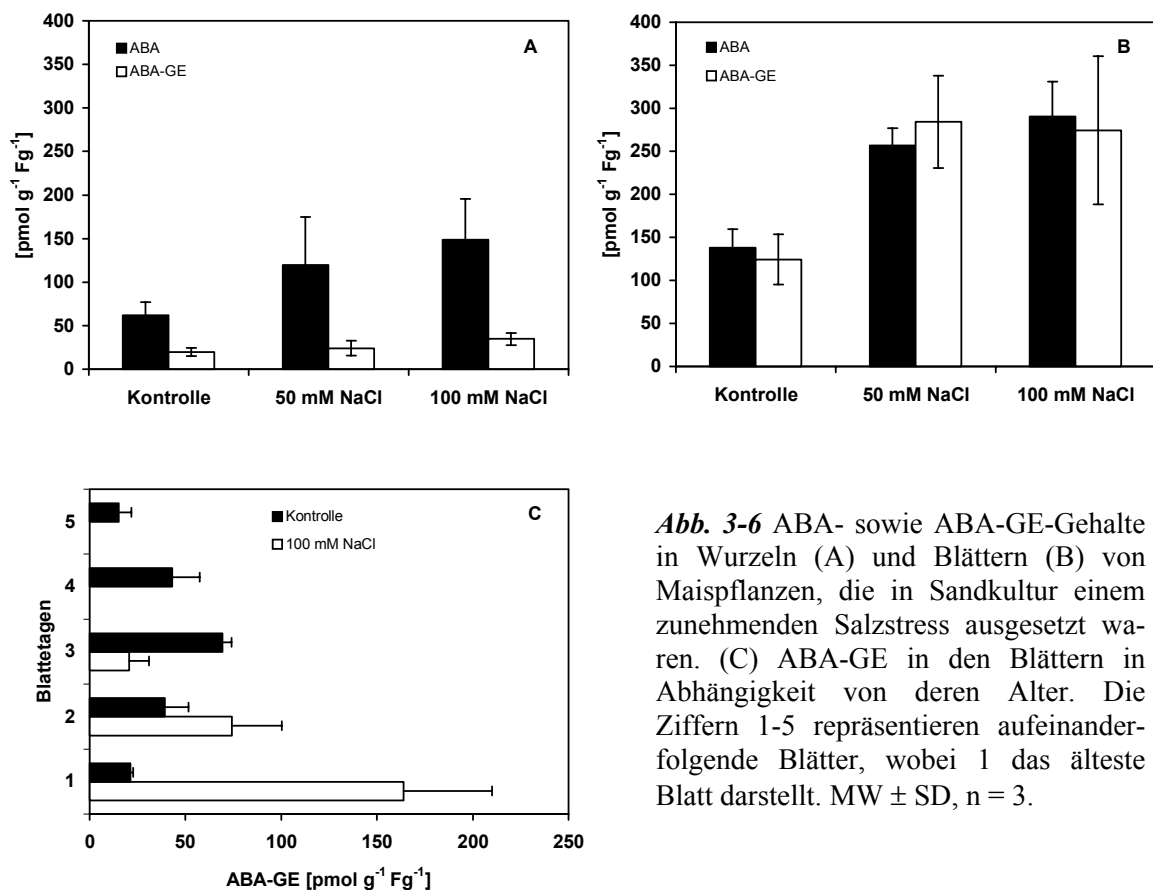 400
350
300
250
200
150
100
50
0
[pmol g⁻¹ Fg⁻¹]
ABA
ABA-GE
A
Kontrolle 50 mM NaCl 100 mM NaCl
400
350
300
250
200
150
100
50
0
[pmol g⁻¹ Fg⁻¹]
ABA
ABA-GE
B
Kontrolle 50 mM NaCl 100 mM NaCl
Blattetagen
5
4
3
2
1
Kontrolle
100 mM NaCl
C
0 50 100 150 200 250
ABA-GE [pmol g⁻¹ Fg⁻¹]
Abb. 3-6 ABA- sowie ABA-GE-Gehalte
in Wurzeln (A) und Blättern (B) von
Maispflanzen, die in Sandkultur einem
zunehmenden Salzstress ausgesetzt wa-
ren. (C) ABA-GE in den Blättern in
Abhängigkeit von deren Alter. Die
Ziffern 1-5 repräsentieren aufeinander-
folgende Blätter, wobei 1 das älteste
Blatt darstellt. MW ± SD, n = 3.